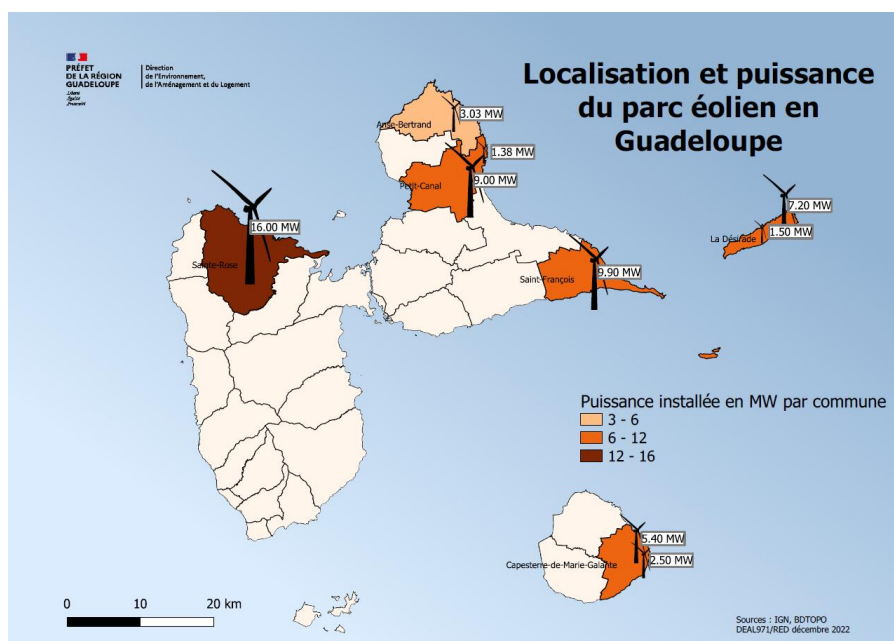 PRÉFET
DE LA RÉGION
GUADELOUPE
Liberté
Égalité
Fraternité
Direction
de l'Environnement,
de l'Aménagement et du Logement
Localisation et puissance
du parc éolien en
Guadeloupe
3.03 MW
Anse-Bertrand
1.38 MW
9.00 MW
Petit-Canal
7.20 MW
16.00 MW
1.50 MW
La Désirade
Sainte-Rose
9.90 MW
Saint-François
Puissance installée en MW par commune
3 - 6
6 - 12
12 - 16
5.40 MW
2.50 MW
Capesterre-de-Marie-Galante
0 10 20 km
Sources : IGN, BDTOPO
DEAL971/RED décembre 2022